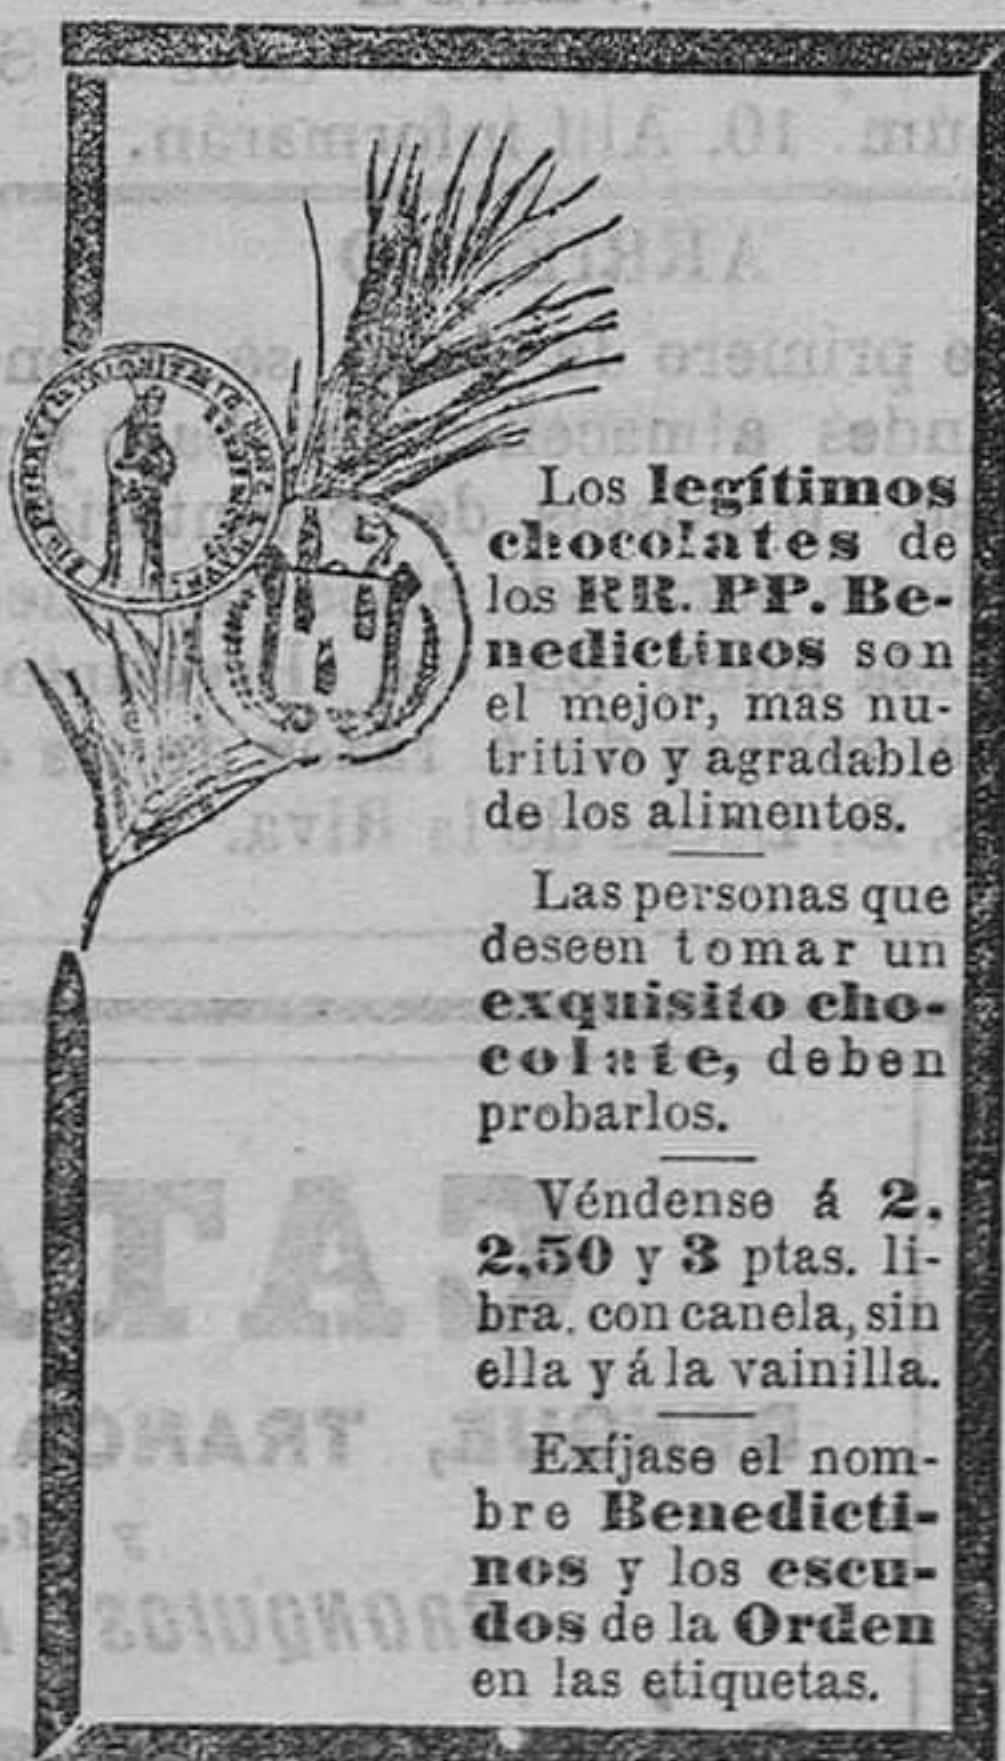 Los legítimos
chocolates de
los RR. PP. Be-
nedictinos son
el mejor, mas nu-
tritivo y agradable
de los alimentos.
Las personas que
deseen tomar un
exquisito cho-
colate, deben
probarlos.
Véndense á 2,
2,50 y 3 ptas. li-
bra, con canela, sin
ella y á la vainilla.
Exíjase el nom-
bre Benedicti-
nos y los escu-
dos de la Orden
en las etiquetas.